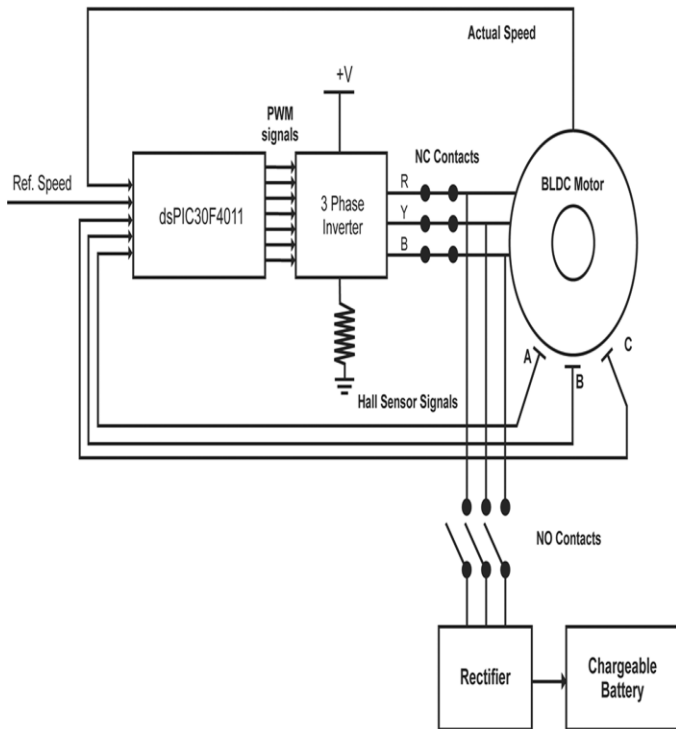 Actual Speed
+V
PWM
signals
NC Contacts
Ref. Speed
dsPIC30F4011
3 Phase
Inverter
R
Y
B
BLDC Motor
A
B
C
Hall Sensor Signals
NO Contacts
Rectifier
Chargeable
Battery